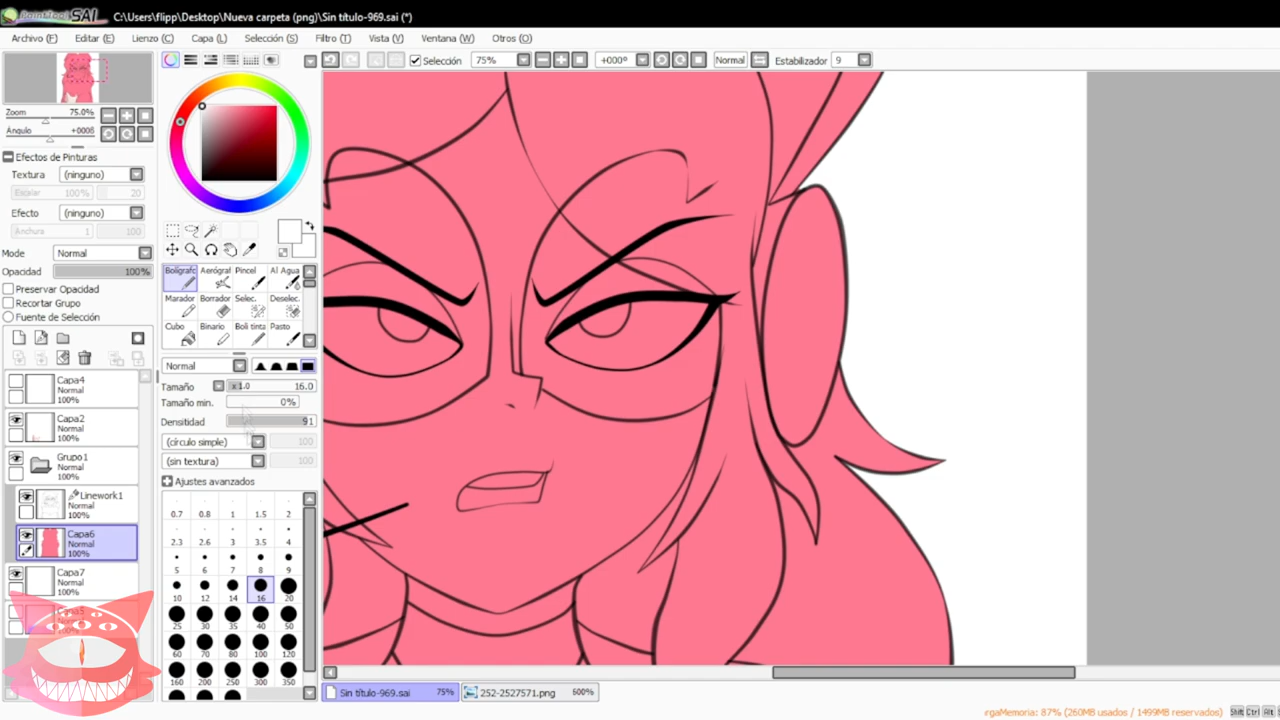 PaintTool SAI C:\Users\flipp\Desktop\Nueva carpeta (png)\Sin título-969.sai (*)
Archivo (F) Editar (E) Lienzo (C) Capa (L) Selección (S) Filtro (T) Vista (V) Ventana (W) Otros (O)
Selección 75% +000° Normal Estabilizador 9
Zoom 75.0%
Ángulo +000ß
Efectos de Pinturas
Textura (ninguno)
Escalar 100% 20
Efecto (ninguno)
Anchura 1 100
Mode Normal
Opacidad 100%
Preservar Opacidad
Recortar Grupo
Fuente de Selección
Capa4
Normal
100%
Capa2
Normal
100%
Grupo1
Normal
100%
Linework1
Normal
100%
Capa6
Normal
100%
Capa7
Normal
100%
Bolígrafo Aerógraf Pincel Al Agua
Marador Borrador Selec. Deselec.
Cubo Binario Boli tinta Pasto
Normal
Tamaño x1.0 16.0
Tamaño min. 0%
Densitidad 91
(círculo simple) 100
(sin textura) 100
Ajustes avanzados
0.7 0.8 1 1.5 2
2.3 2.6 3 3.5 4
5 6 7 8 9
10 12 14 16 20
25 30 35 40 50
60 70 80 100 120
160 200 250 300 350
Sin título-969.sai 75% 252-2527571.png 600%
rgaMemoria: 87% (260MB usados / 1499MB reservados) Shift Ctrl Alt